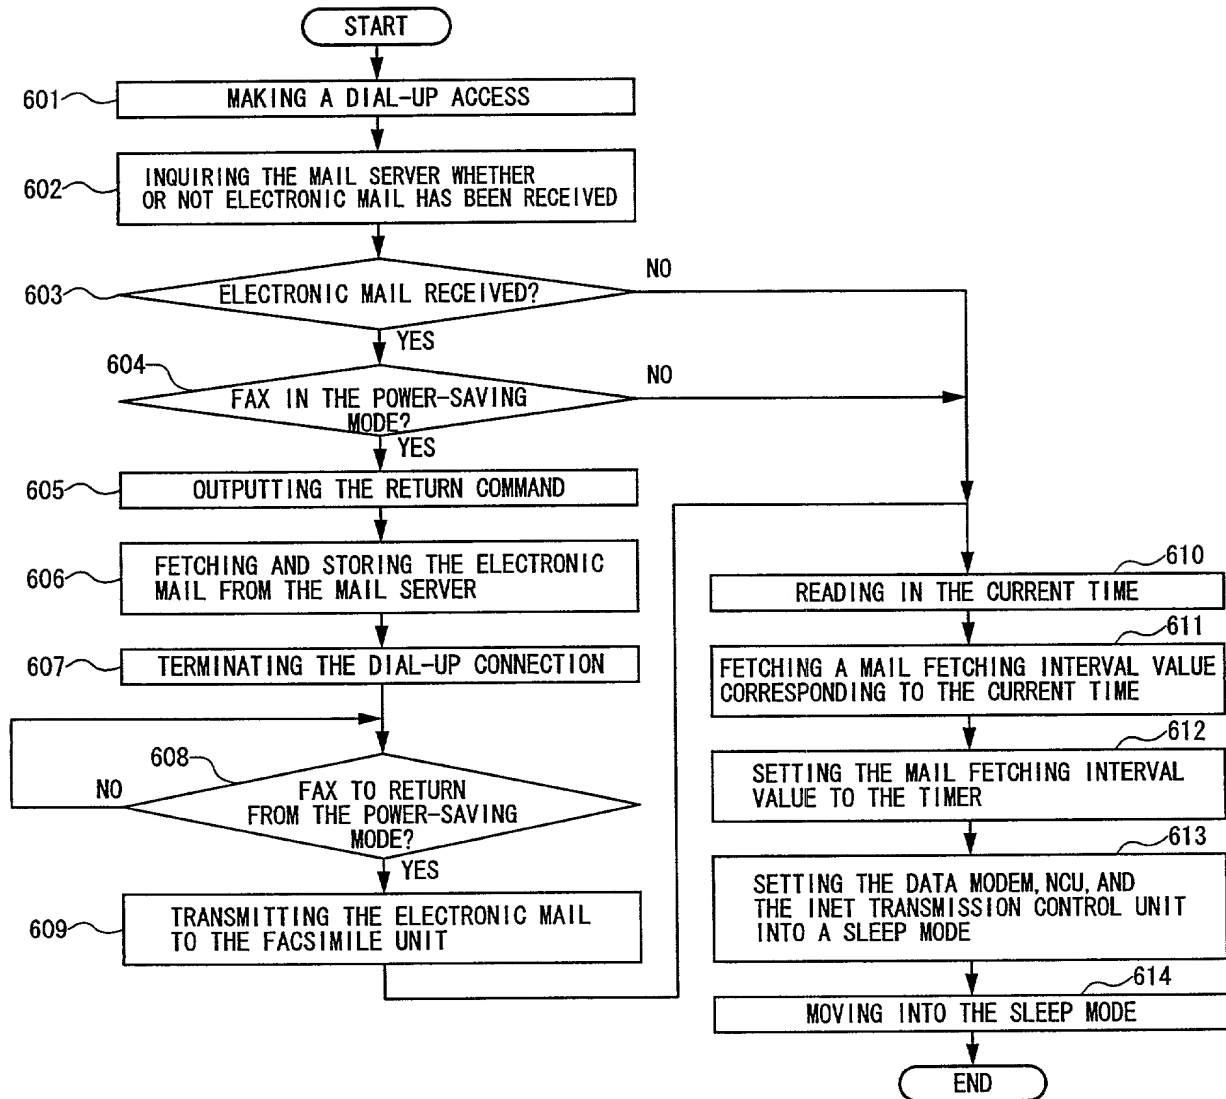 START
601
MAKING A DIAL-UP ACCESS
602
INQUIRING THE MAIL SERVER WHETHER
OR NOT ELECTRONIC MAIL HAS BEEN RECEIVED
603
ELECTRONIC MAIL RECEIVED?
NO
YES
604
FAX IN THE POWER-SAVING
MODE?
NO
YES
605
OUTPUTTING THE RETURN COMMAND
606
FETCHING AND STORING THE ELECTRONIC
MAIL FROM THE MAIL SERVER
607
TERMINATING THE DIAL-UP CONNECTION
608
NO
FAX TO RETURN
FROM THE POWER-SAVING
MODE?
YES
609
TRANSMITTING THE ELECTRONIC MAIL
TO THE FACSIMILE UNIT
610
READING IN THE CURRENT TIME
611
FETCHING A MAIL FETCHING INTERVAL VALUE
CORRESPONDING TO THE CURRENT TIME
612
SETTING THE MAIL FETCHING INTERVAL
VALUE TO THE TIMER
613
SETTING THE DATA MODEM, NCU, AND
THE INET TRANSMISSION CONTROL UNIT
INTO A SLEEP MODE
614
MOVING INTO THE SLEEP MODE
END